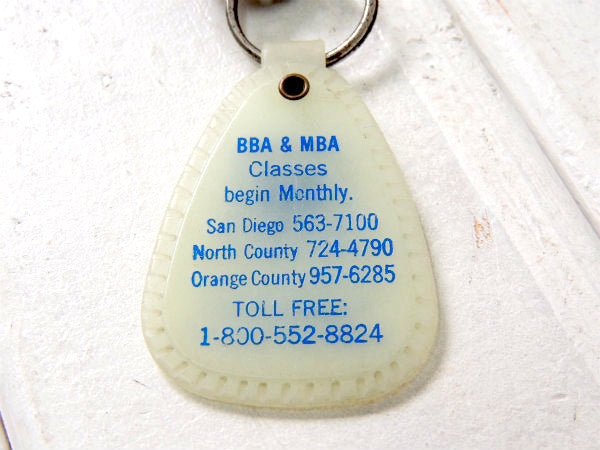 BBA & MBA
Classes
begin Monthly.
San Diego 563-7100
North County 724-4790
Orange County 957-6285
TOLL FREE:
1-800-552-8824